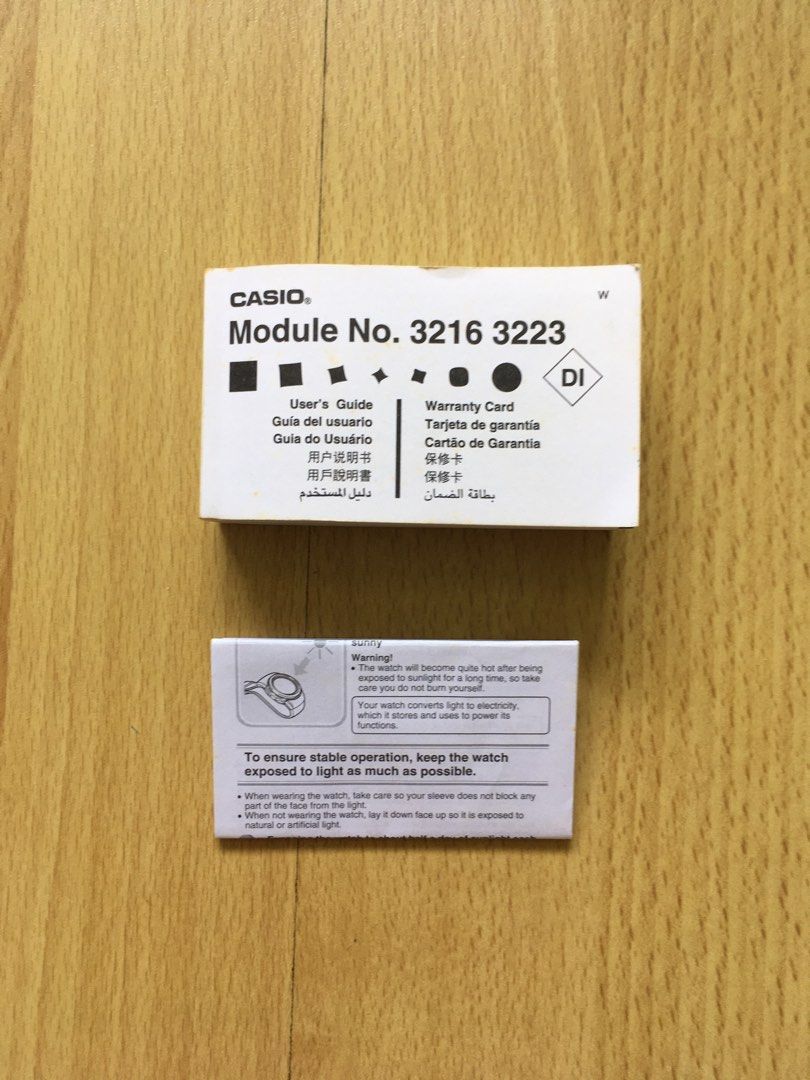 CASIO®
W
Module No. 3216 3223
DI
User's Guide
Guía del usuario
Guia do Usuário
用户说明书
用戶說明書
دليل المستخدم
Warranty Card
Tarjeta de garantía
Cartão de Garantia
保修卡
保修卡
بطاقة الضمان
sunny
Warning!
• The watch will become quite hot after being
exposed to sunlight for a long time, so take
care you do not burn yourself.
Your watch converts light to electricity,
which it stores and uses to power its
functions.
To ensure stable operation, keep the watch
exposed to light as much as possible.
• When wearing the watch, take care so your sleeve does not block any
part of the face from the light.
• When not wearing the watch, lay it down face up so it is exposed to
natural or artificial light.